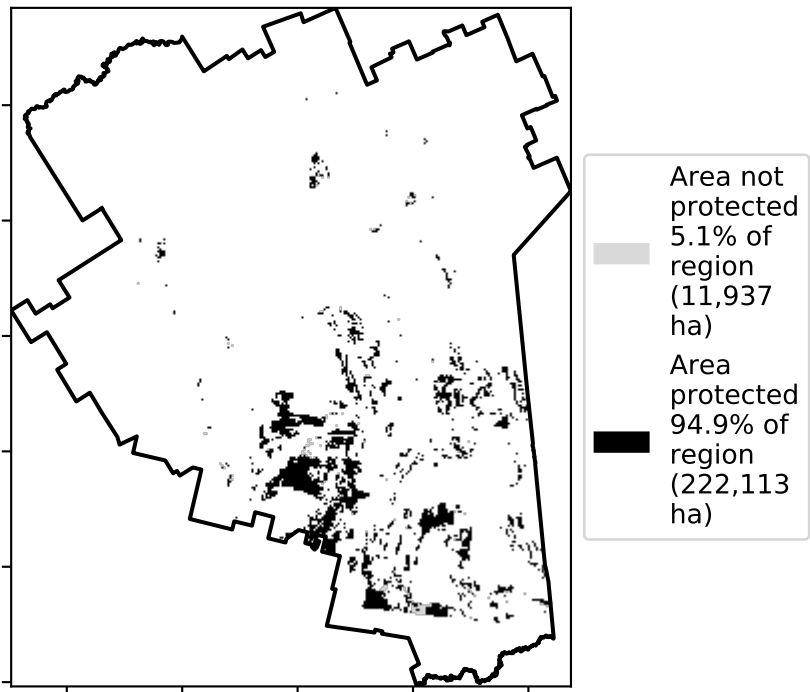 Area not
protected
5.1% of
region
(11,937
ha)
Area
protected
94.9% of
region
(222,113
ha)